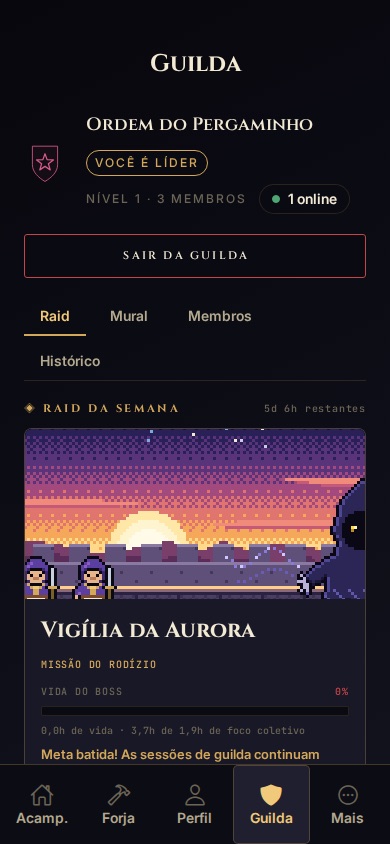 Guilda
Ordem do Pergaminho
VOCÊ É LÍDER
NÍVEL 1 · 3 MEMBROS
1 online
SAIR DA GUILDA
Raid
Mural
Membros
Histórico
RAID DA SEMANA
5d 6h restantes
Vigília da Aurora
MISSÃO DO RODÍZIO
VIDA DO BOSS
0%
0,0h de vida · 3,7h de 1,9h de foco coletivo
Meta batida! As sessões de guilda continuam
Acamp.
Forja
Perfil
Guilda
Mais